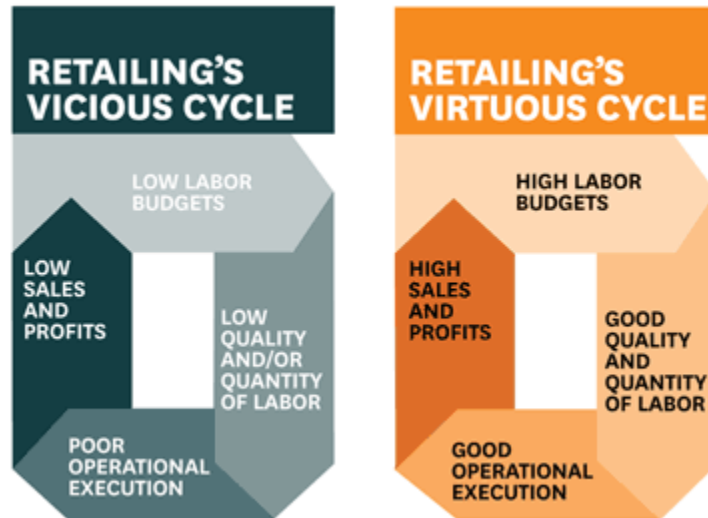 RETAILING'S
VICIOUS CYCLE
LOW LABOR
BUDGETS
LOW
SALES
AND
PROFITS
LOW
QUALITY
AND/OR
QUANTITY
OF LABOR
POOR
OPERATIONAL
EXECUTION
RETAILING'S
VIRTUOUS CYCLE
HIGH LABOR
BUDGETS
HIGH
SALES
AND
PROFITS
GOOD
QUALITY
AND
QUANTITY
OF LABOR
GOOD
OPERATIONAL
EXECUTION